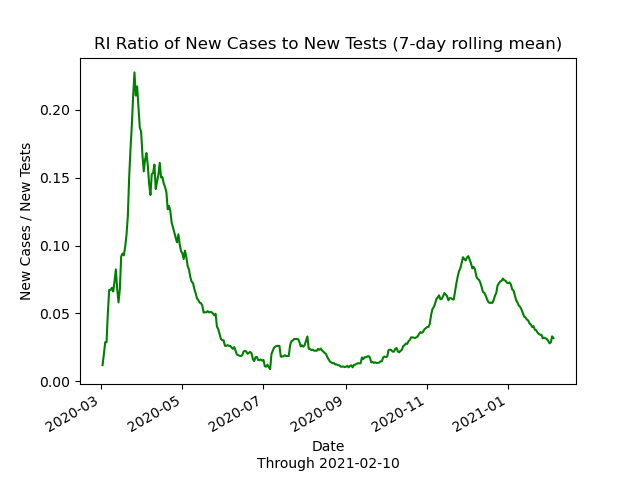 RI Ratio of New Cases to New Tests (7-day rolling mean)
New Cases / New Tests
0.20
0.15
0.10
0.05
0.00
2020-03
2020-05
2020-07
2020-09
2020-11
2021-01
Date
Through 2021-02-10